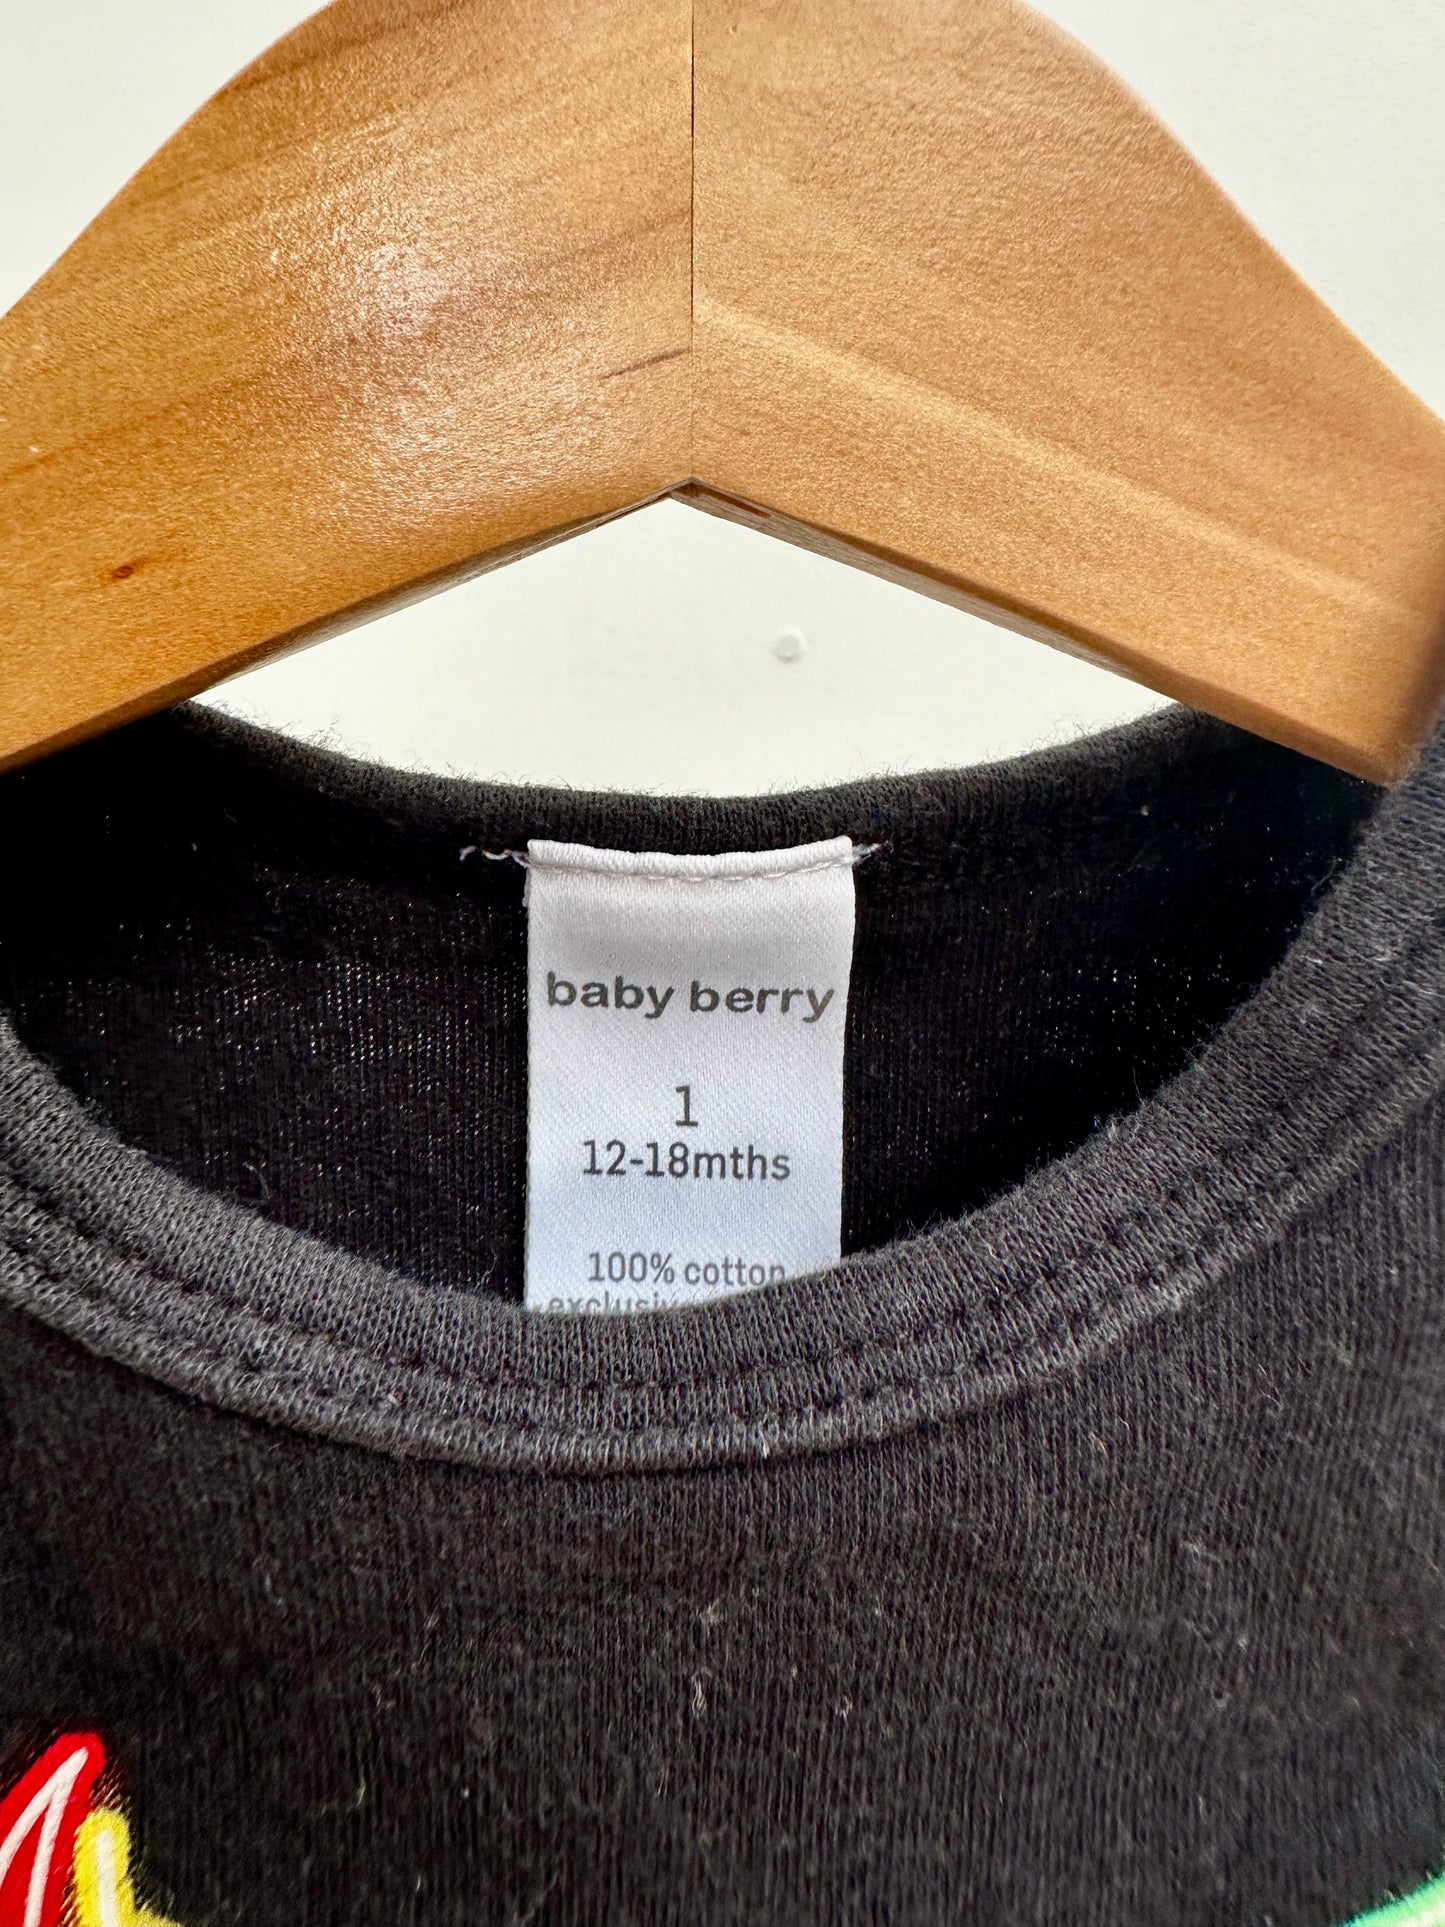 baby berry
1
12-18mths
100% cotton